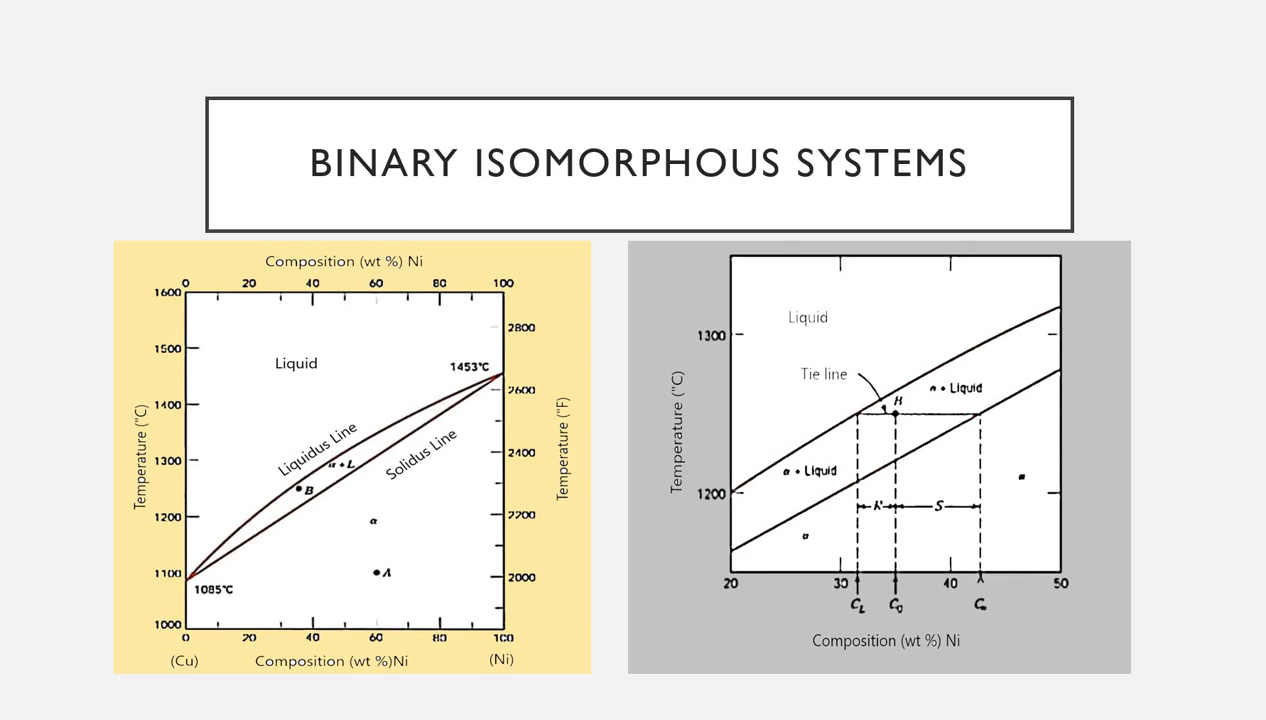 BINARY ISOMORPHOUS SYSTEMS
Composition (wt %) Ni
0 20 40 60 80 100
1600
1500
1400
1300
1200
1100
1000
Temperature (°C)
2800
2600
2400
2200
2000
Temperature (°F)
Liquid
1453°C
Liquidus Line
Solidus Line
α + L
B
α
A
1085°C
0 20 40 60 80 100
(Cu) Composition (wt %)Ni (Ni)
Temperature (°C)
1300
1200
Liquid
Tie line
B
α + Liquid
α + Liquid
α
α
R S
20 30 40 50
C_L C_0 C_α
Composition (wt %) Ni